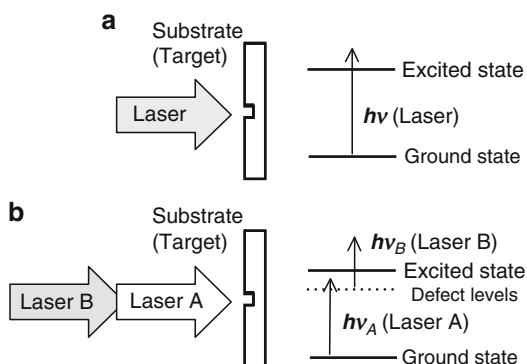 a
Substrate
(Target)
Laser
Excited state
hν (Laser)
Ground state
b
Substrate
(Target)
Laser B
Laser A
hνB (Laser B)
Excited state
Defect levels
hνA (Laser A)
Ground state